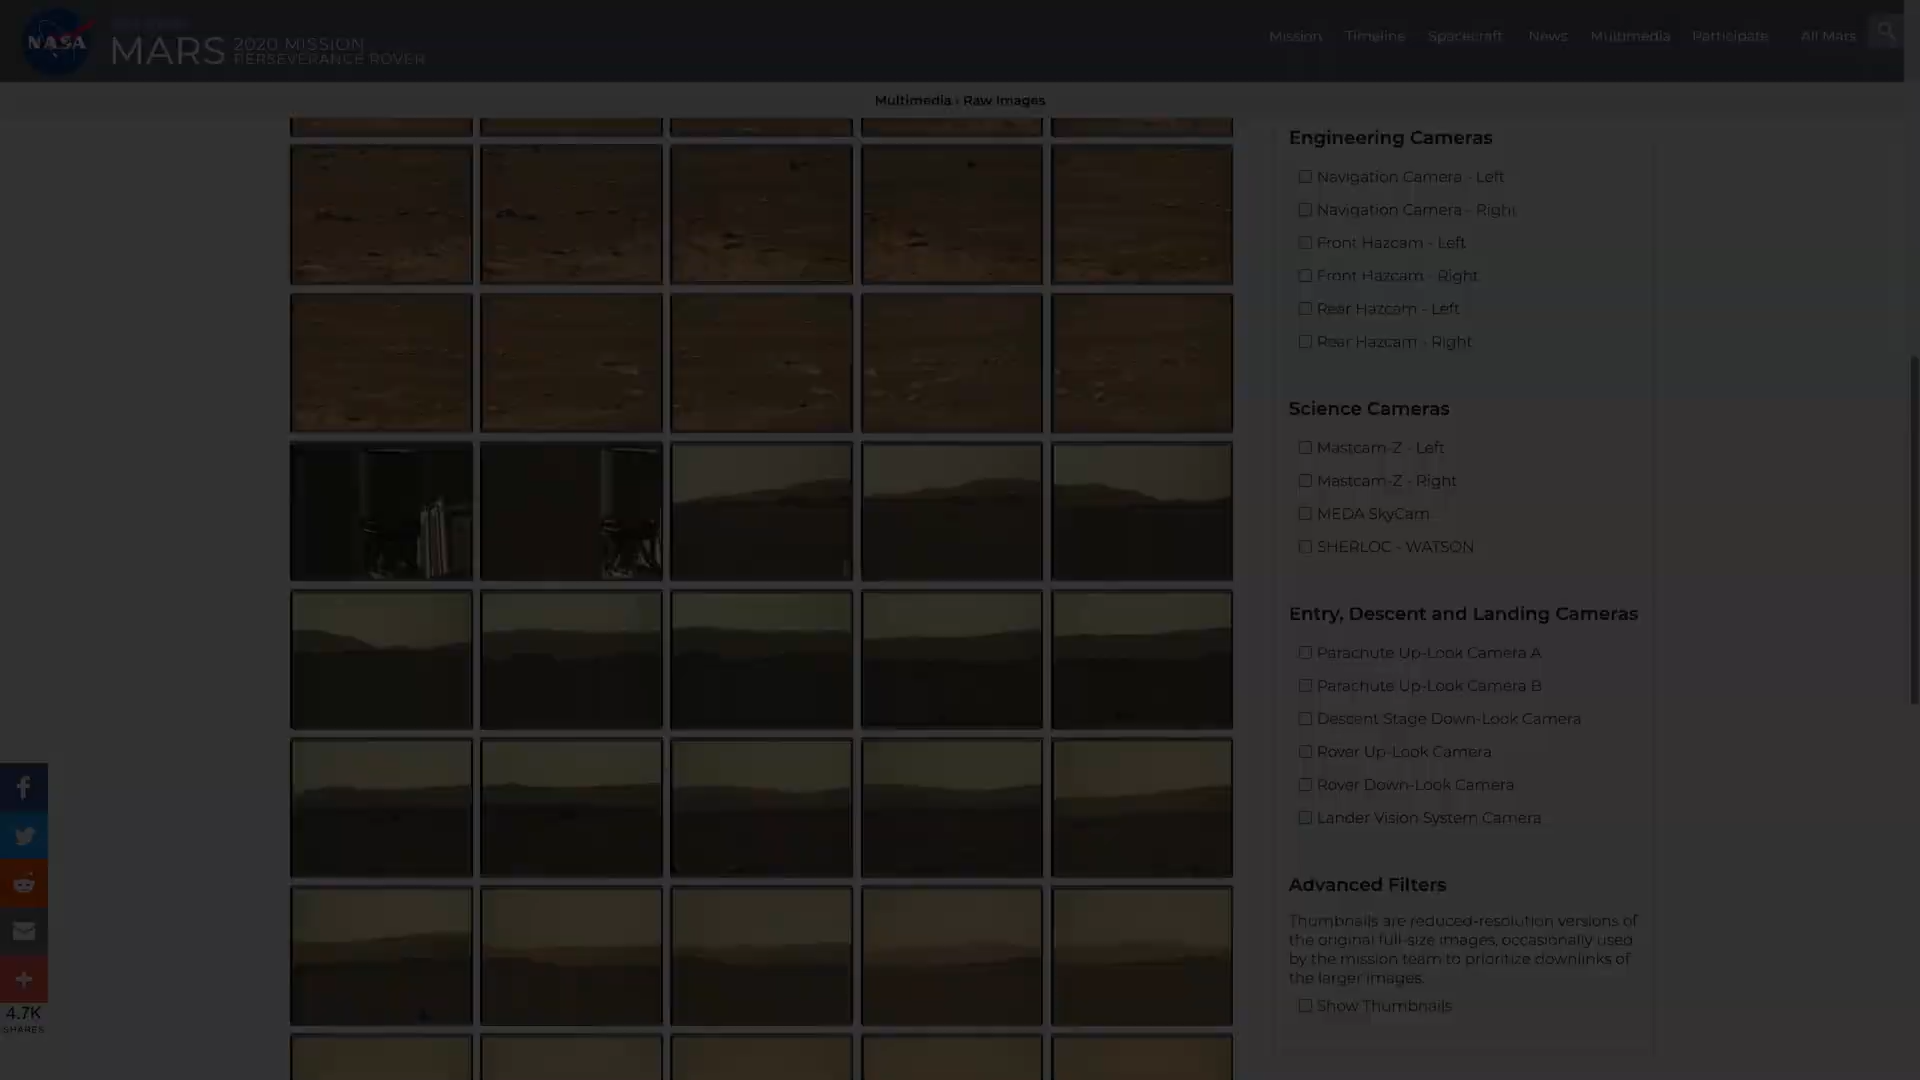 NASA
MARS 2020 MISSION
PERSEVERANCE ROVER
Mission Timeline Spacecraft News Multimedia Participate All Mars
Multimedia › Raw Images
Engineering Cameras
Navigation Camera - Left
Navigation Camera - Right
Front Hazcam - Left
Front Hazcam - Right
Rear Hazcam - Left
Rear Hazcam - Right
Science Cameras
Mastcam-Z - Left
Mastcam-Z - Right
MEDA SkyCam
SHERLOC - WATSON
Entry, Descent and Landing Cameras
Parachute Up-Look Camera A
Parachute Up-Look Camera B
Descent Stage Down-Look Camera
Rover Up-Look Camera
Rover Down-Look Camera
Lander Vision System Camera
Advanced Filters
Thumbnails are reduced-resolution versions of
the original full-size images, occasionally used
by the mission team to prioritize downlinks of
the larger images.
Show Thumbnails
4.7K
SHARES